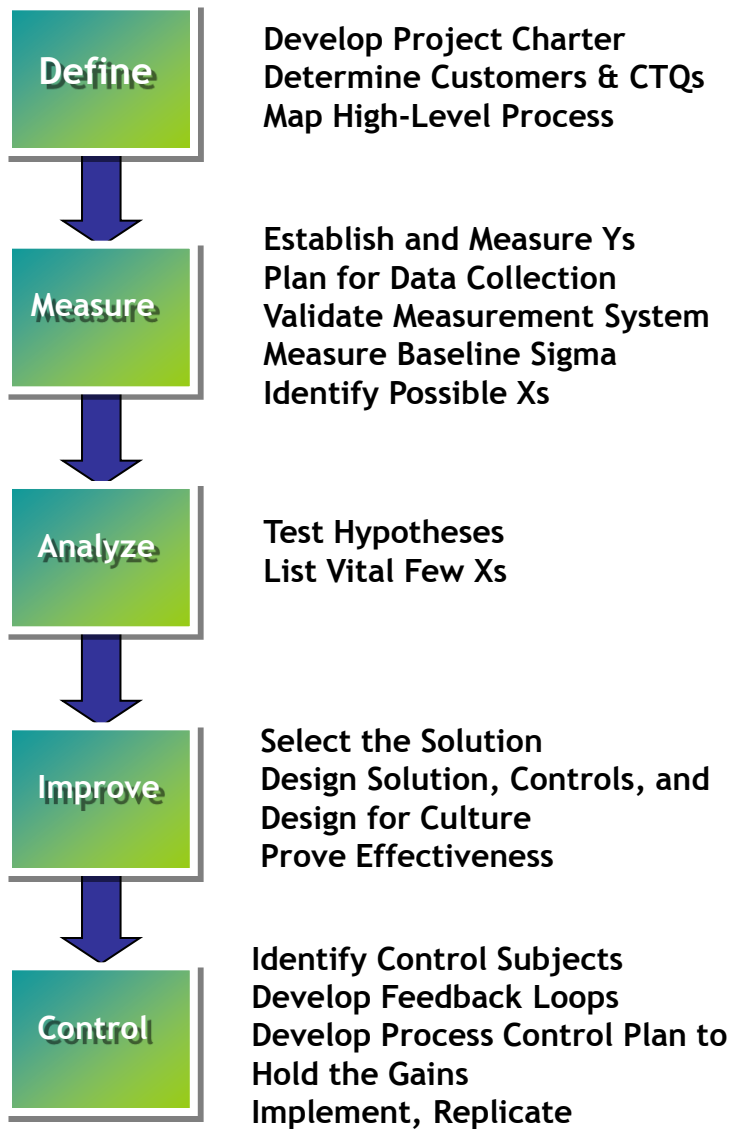 Define
Develop Project Charter
Determine Customers & CTQs
Map High-Level Process
Measure
Establish and Measure Ys
Plan for Data Collection
Validate Measurement System
Measure Baseline Sigma
Identify Possible Xs
Analyze
Test Hypotheses
List Vital Few Xs
Improve
Select the Solution
Design Solution, Controls, and
Design for Culture
Prove Effectiveness
Control
Identify Control Subjects
Develop Feedback Loops
Develop Process Control Plan to
Hold the Gains
Implement, Replicate